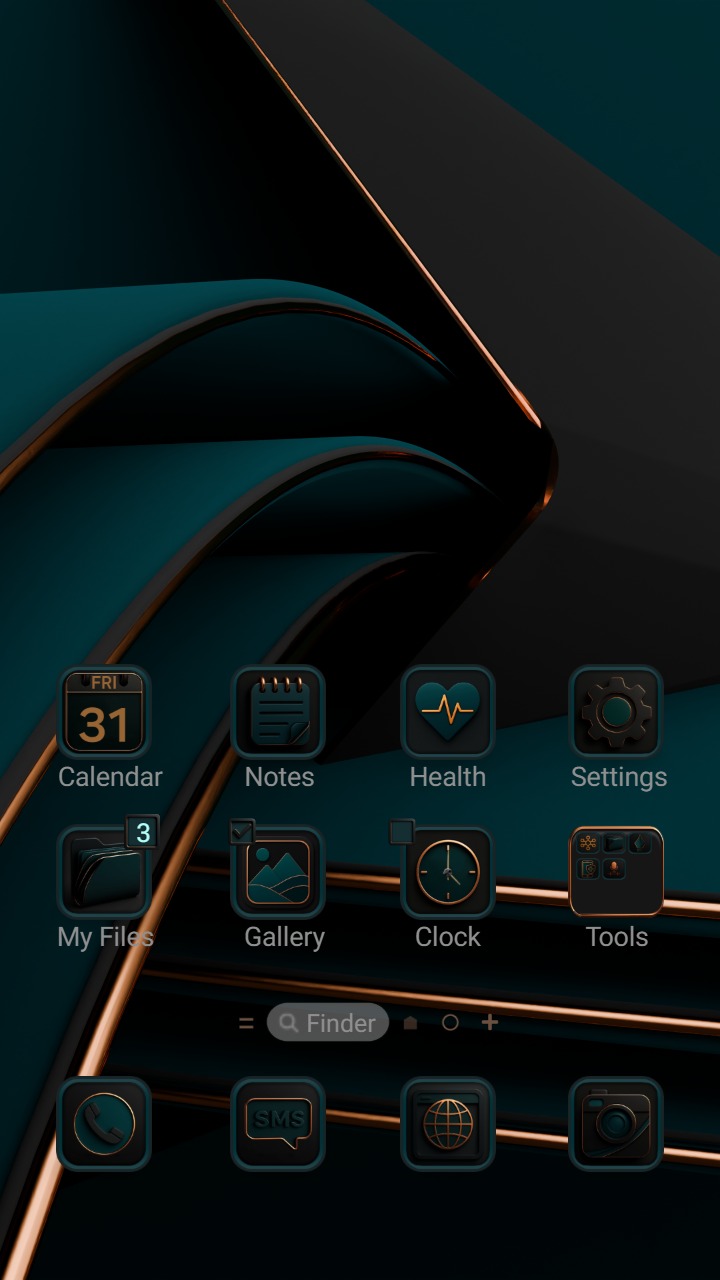 FRI
31
Calendar
Notes
Health
Settings
3
My Files
Gallery
Clock
Tools
Finder
SMS